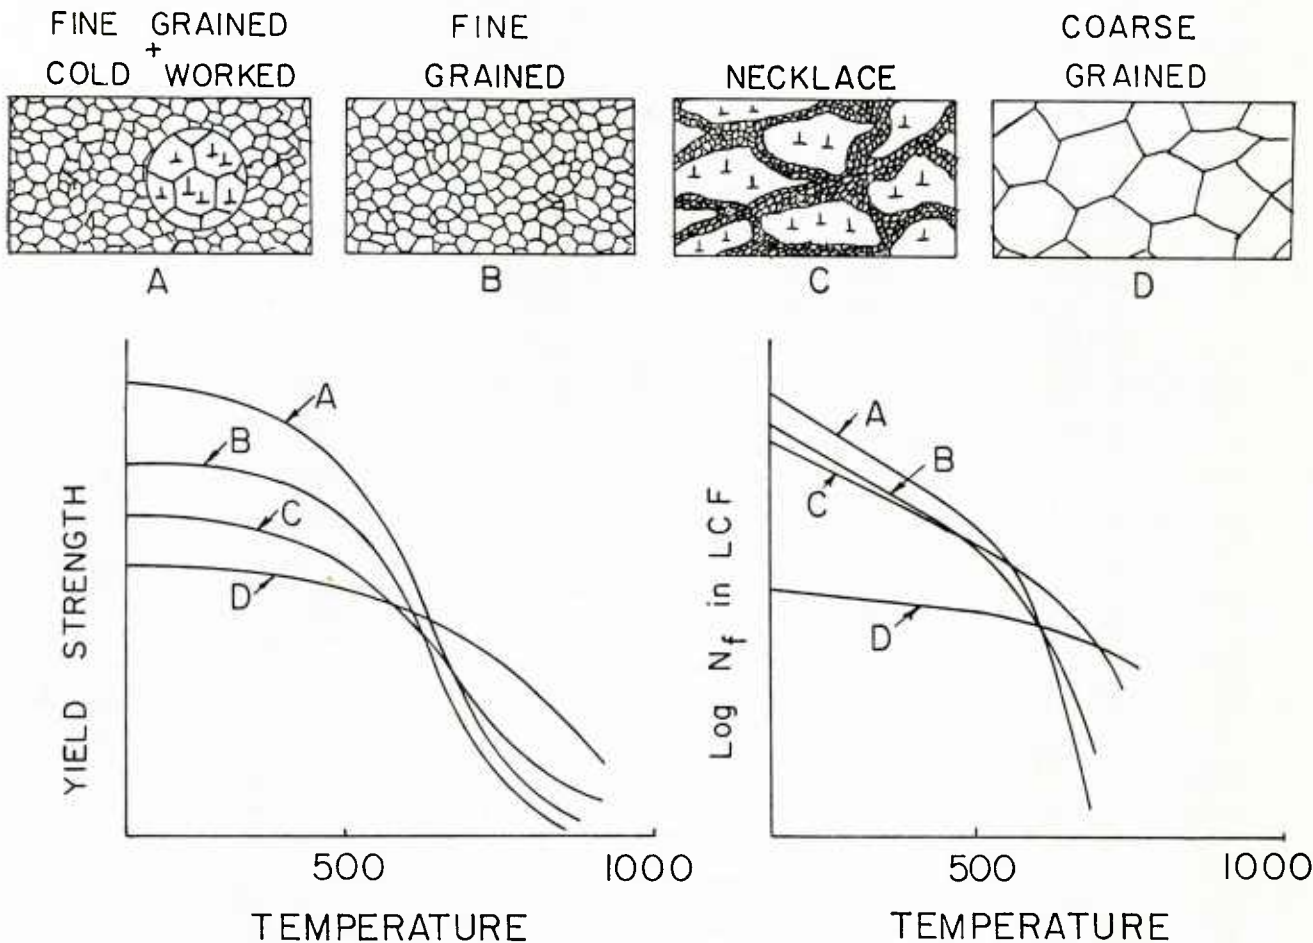 FINE GRAINED
+
COLD WORKED
FINE
GRAINED
NECKLACE
COARSE
GRAINED
A
B
C
D
A
B
C
D
YIELD STRENGTH
500
1000
TEMPERATURE
A
B
C
D
Log Nf in LCF
500
1000
TEMPERATURE